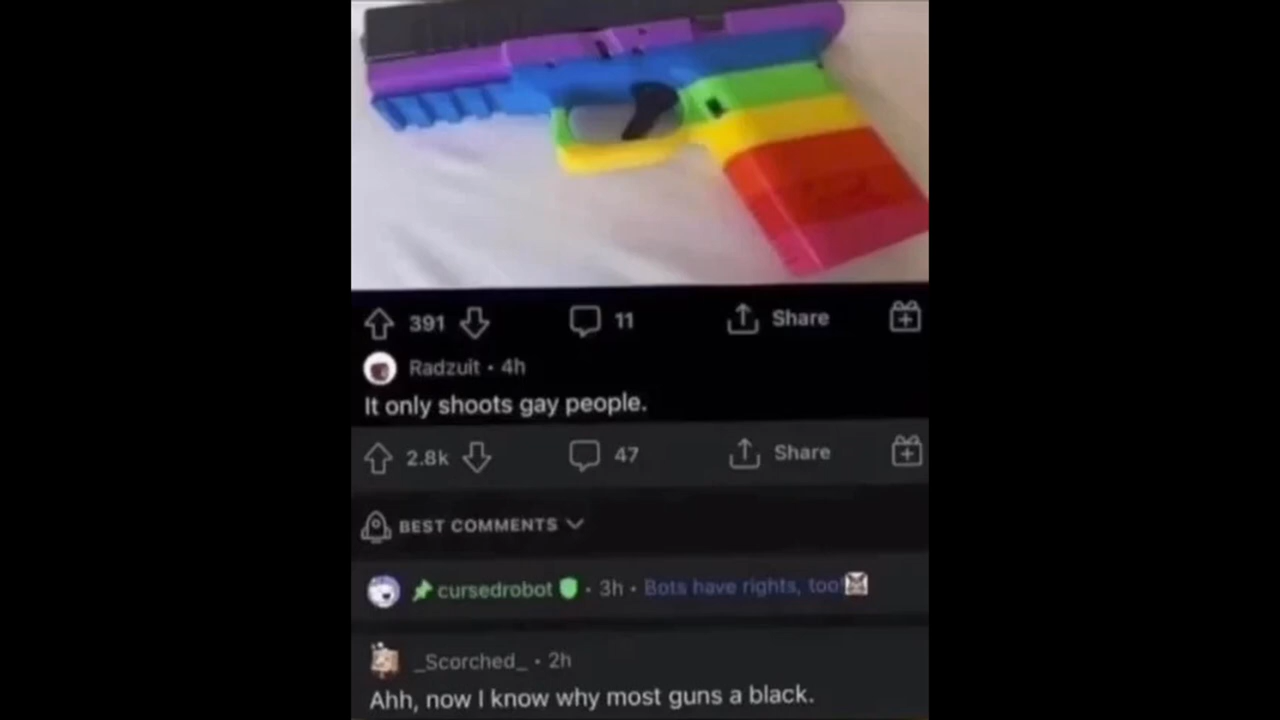 391 11 Share
Radzuit • 4h
It only shoots gay people.
2.8k 47 Share
BEST COMMENTS
cursedrobot • 3h • Bots have rights, too!
_Scorched_ • 2h
Ahh, now I know why most guns a black.